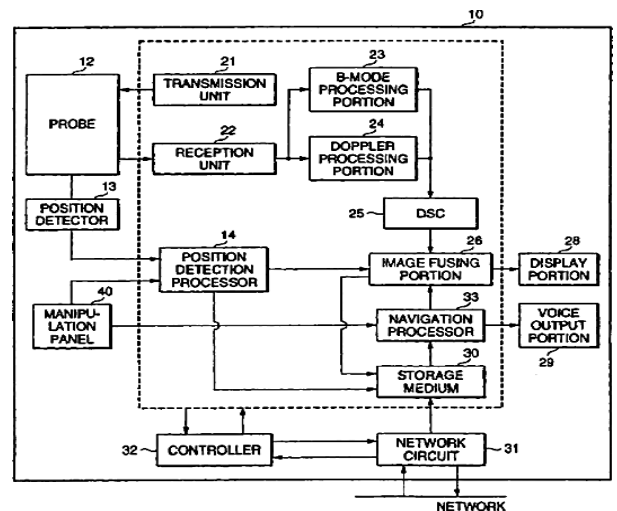 10
12
PROBE
21
TRANSMISSION
UNIT
23
B-MODE
PROCESSING
PORTION
22
RECEPTION
UNIT
24
DOPPLER
PROCESSING
PORTION
13
POSITION
DETECTOR
25
DSC
14
POSITION
DETECTION
PROCESSOR
26
IMAGE FUSING
PORTION
28
DISPLAY
PORTION
40
MANIPU-
LATION
PANEL
33
NAVIGATION
PROCESSOR
VOICE
OUTPUT
PORTION
29
30
STORAGE
MEDIUM
32
CONTROLLER
NETWORK
CIRCUIT
31
NETWORK